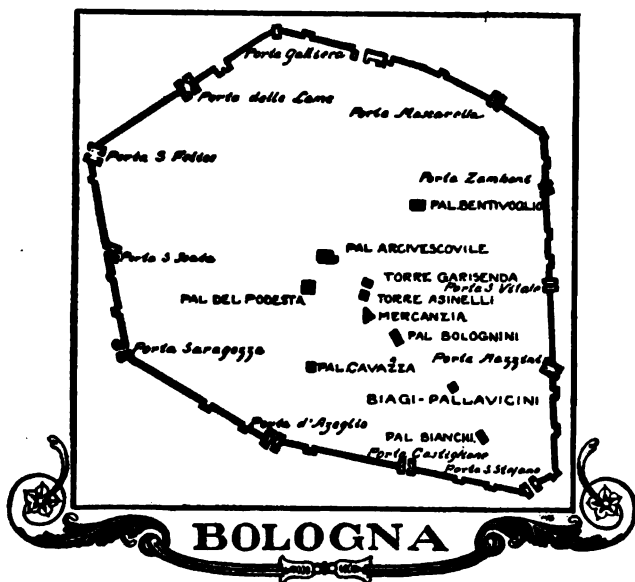 Porta Galliera
Porta delle Lame
Porta Mascarella
Porta S Felice
Porta Zamboni
PAL.BENTIVOGLIO
PAL ARCIVESCOVILE
Porta S Isaia
TORRE GARISENDA
Porta S Vitale
PAL DEL PODESTA
TORRE ASINELLI
MERCANZIA
PAL BOLOGNINI
Porta Saragozza
Porta Mazzini
PAL.CAVAZZA
BIAGI-PALLAVICINI
Porta d'Azeglio
PAL BIANCHI.
Porta Castiglione
Porta S.Stefano
BOLOGNA